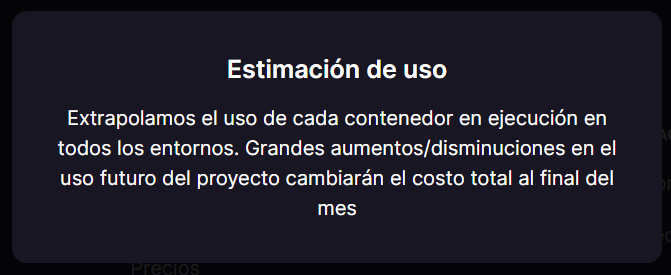 Estimación de uso
Extrapolamos el uso de cada contenedor en ejecución en
todos los entornos. Grandes aumentos/disminuciones en el
uso futuro del proyecto cambiarán el costo total al final del
mes
Precios